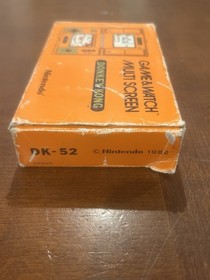 GAME & WATCH
MULTI SCREEN
DONKEY KONG
Nintendo
DK-52
© Nintendo 1982